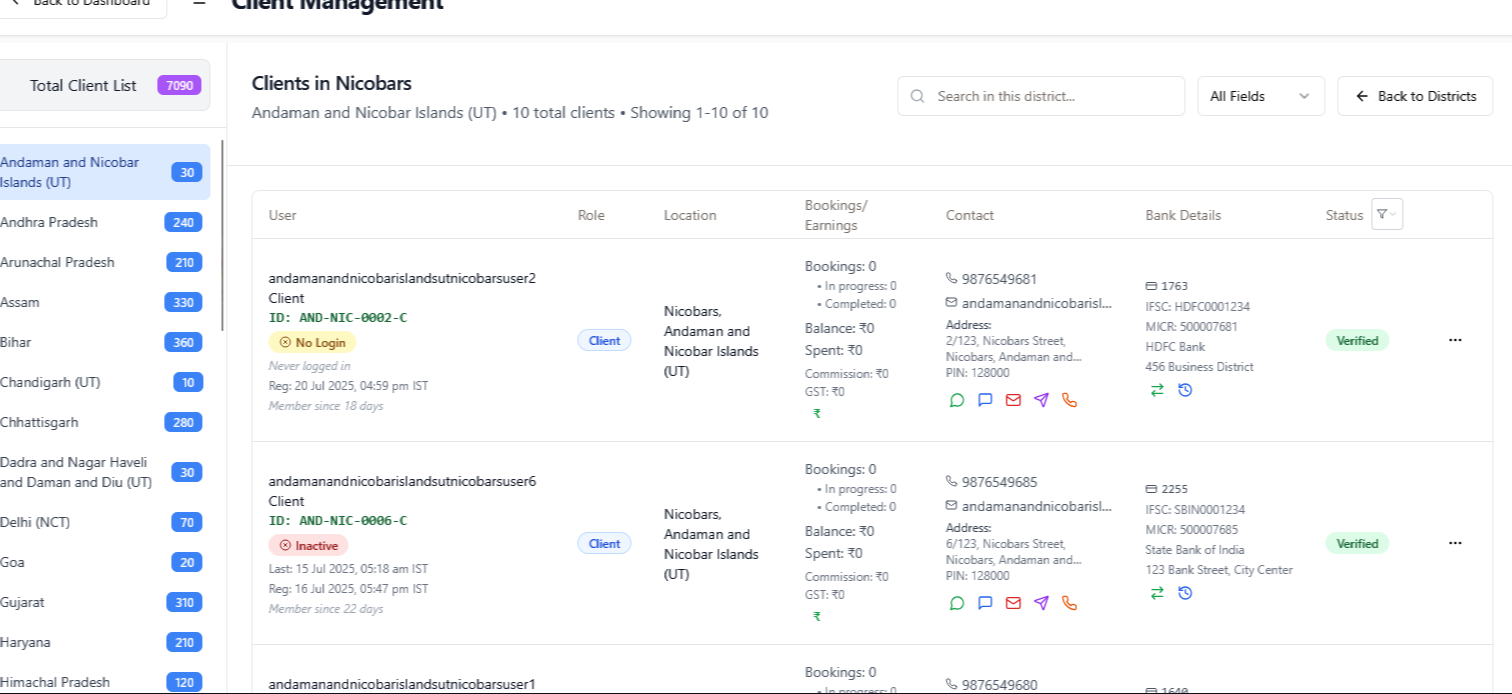 Back to Dashboard
Client Management
Total Client List 7090
Andaman and Nicobar
Islands (UT)
30
Andhra Pradesh 240
Arunachal Pradesh 210
Assam 330
Bihar 360
Chandigarh (UT) 10
Chhattisgarh 280
Dadra and Nagar Haveli
and Daman and Diu (UT)
30
Delhi (NCT) 70
Goa 20
Gujarat 310
Haryana 210
Himachal Pradesh 120
Clients in Nicobars
Andaman and Nicobar Islands (UT) • 10 total clients • Showing 1-10 of 10
Search in this district...
All Fields
Back to Districts
User
Role
Location
Bookings/
Earnings
Contact
Bank Details
Status
andamanandnicobarislandsutnicobarsuser2
Client
ID: AND-NIC-0002-C
No Login
Never logged in
Reg: 20 Jul 2025, 04:59 pm IST
Member since 18 days
Client
Nicobars,
Andaman and
Nicobar Islands
(UT)
Bookings: 0
• In progress: 0
• Completed: 0
Balance: ₹0
Spent: ₹0
Commission: ₹0
GST: ₹0
₹
9876549681
andamanandnicobarisl...
Address:
2/123, Nicobars Street,
Nicobars, Andaman and...
PIN: 128000
1763
IFSC: HDFC0001234
MICR: 500007681
HDFC Bank
456 Business District
Verified
andamanandnicobarislandsutnicobarsuser6
Client
ID: AND-NIC-0006-C
Inactive
Last: 15 Jul 2025, 05:18 am IST
Reg: 16 Jul 2025, 05:47 pm IST
Member since 22 days
Client
Nicobars,
Andaman and
Nicobar Islands
(UT)
Bookings: 0
• In progress: 0
• Completed: 0
Balance: ₹0
Spent: ₹0
Commission: ₹0
GST: ₹0
₹
9876549685
andamanandnicobarisl...
Address:
6/123, Nicobars Street,
Nicobars, Andaman and...
PIN: 128000
2255
IFSC: SBIN0001234
MICR: 500007685
State Bank of India
123 Bank Street, City Center
Verified
andamanandnicobarislandsutnicobarsuser1
Bookings: 0
• In progress: 0
9876549680
1640